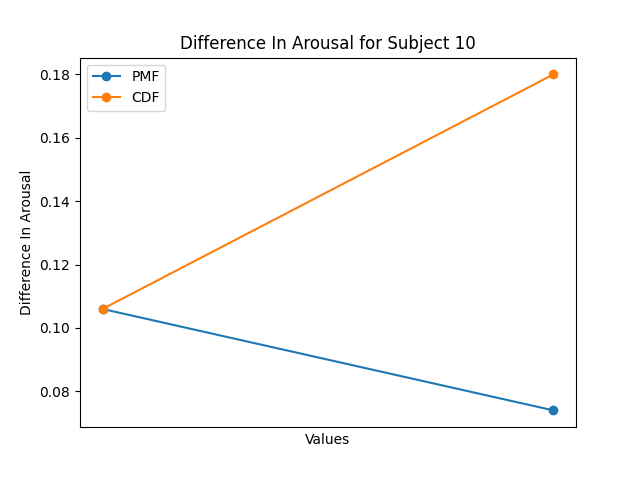 Difference In Arousal for Subject 10
PMF
CDF
0.18
0.16
0.14
0.12
0.10
0.08
Difference In Arousal
Values